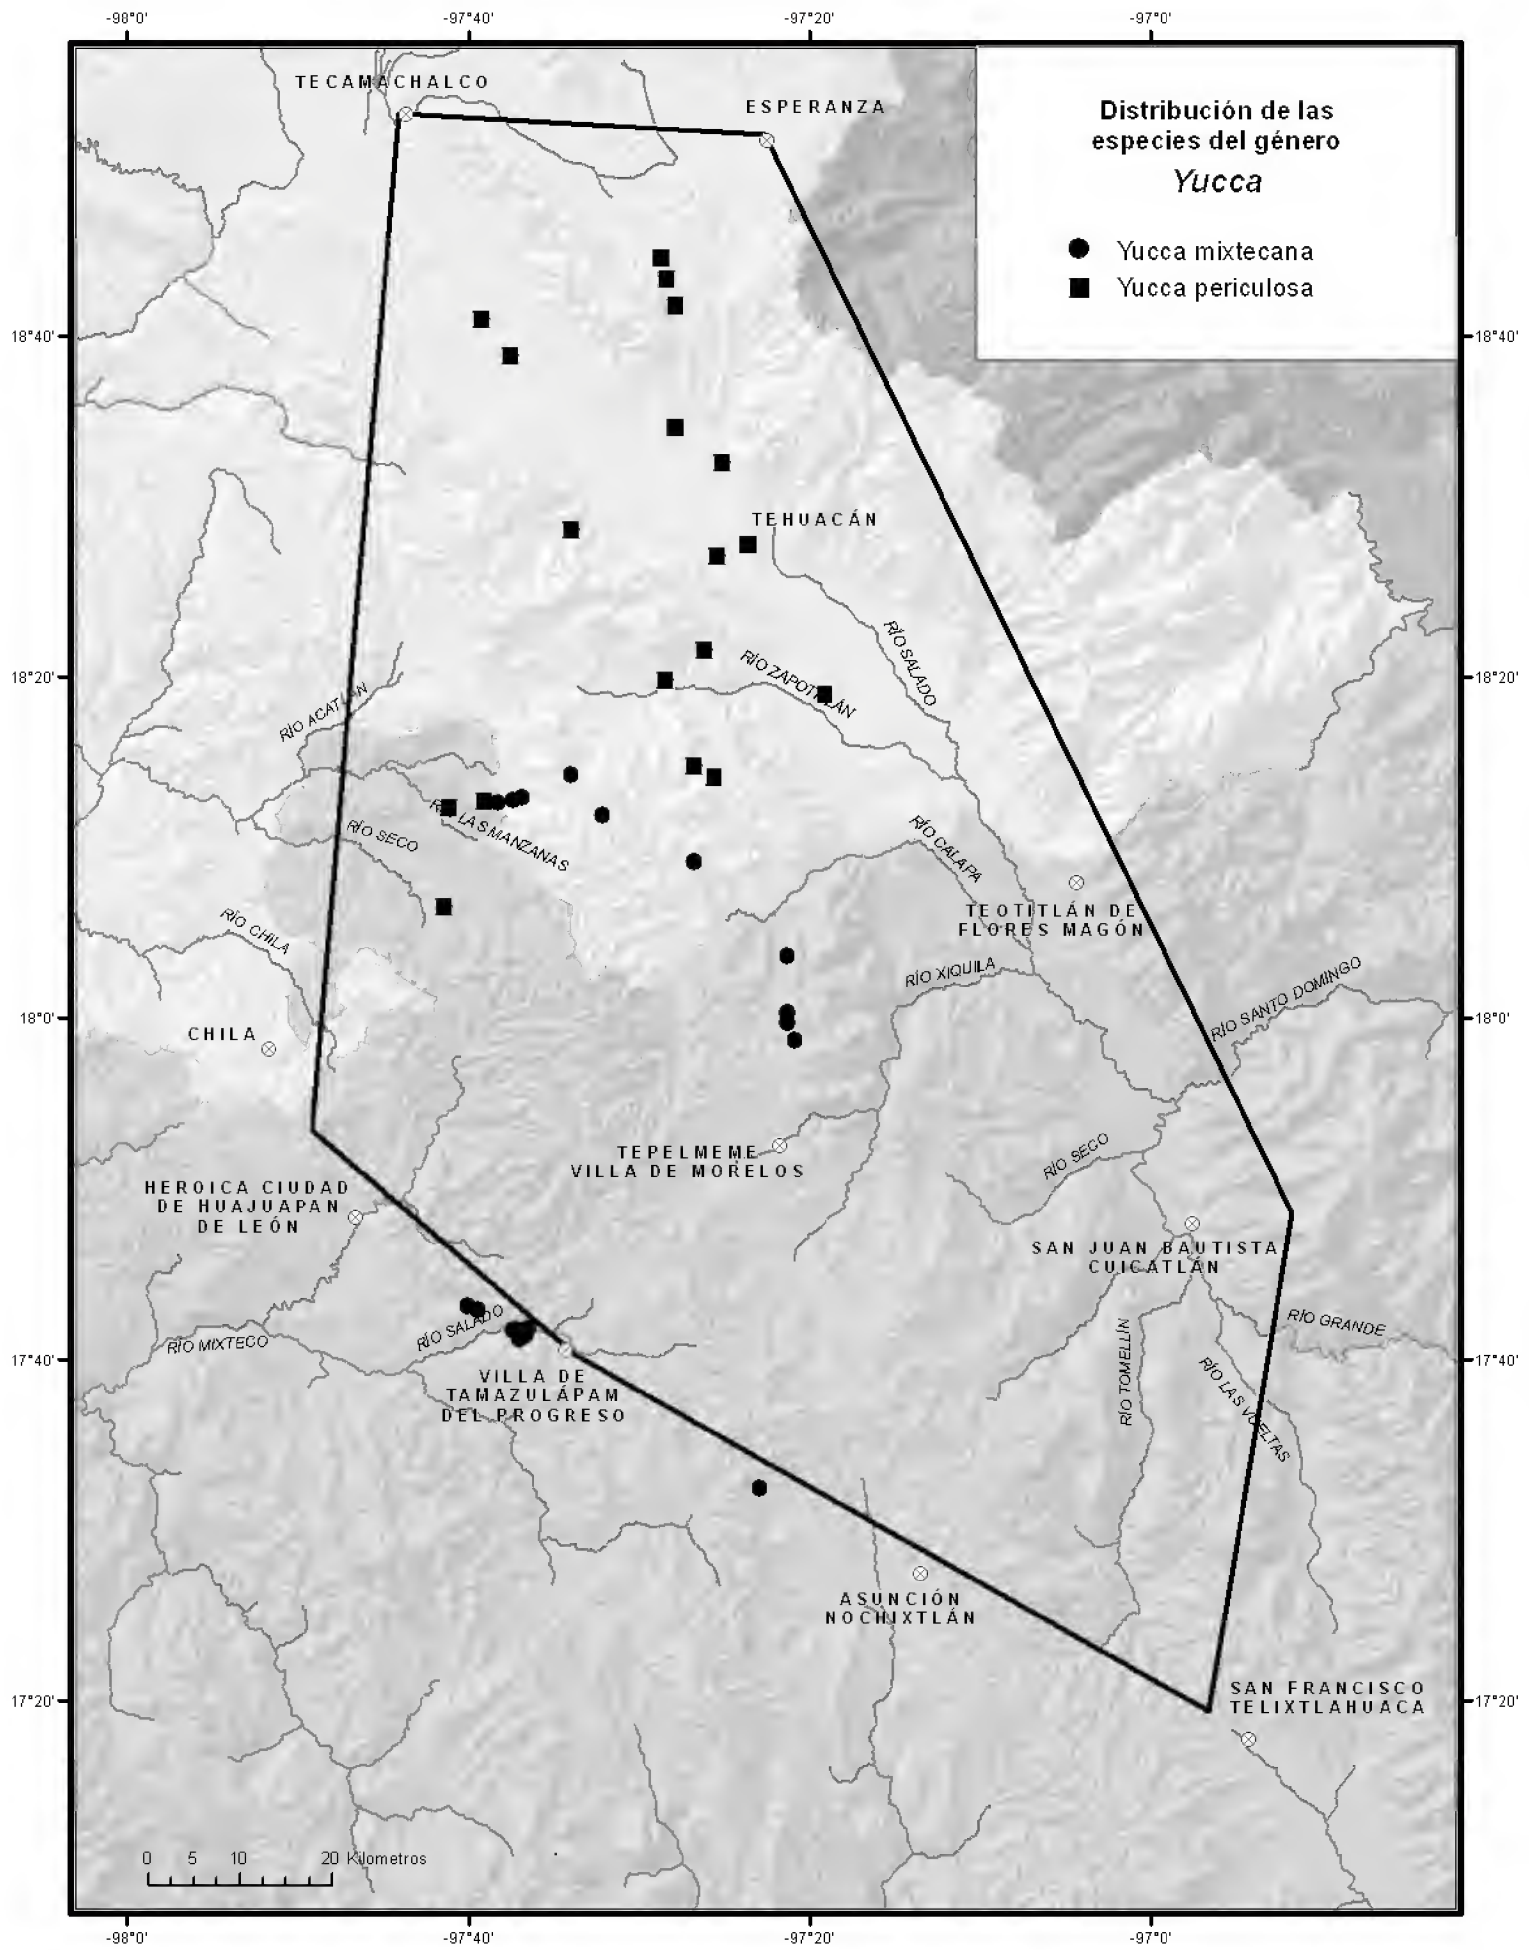 -98°0'
-97°40'
-97°20'
-97°0'
TECAMACHALCO
ESPERANZA
Distribución de las
especies del género
Yucca
Yucca mixtecana
Yucca periculosa
18°40'
18°40'
TEHUACÁN
RÍO SALADO
RÍO ZAPOTITLÁN
18°20'
18°20'
RÍO ACATLÁN
RÍO LAS MANZANAS
RÍO SECO
RÍO CALAPA
TEOTITLÁN DE
FLORES MAGÓN
RÍO CHILA
RÍO XIQUILA
RÍO SANTO DOMINGO
18°0'
18°0'
CHILA
TEPELMEME
VILLA DE MORELOS
RÍO SECO
HEROICA CIUDAD
DE HUAJUAPAN
DE LEÓN
SAN JUAN BAUTISTA
CUICATLÁN
RÍO GRANDE
RÍO SALADO
RÍO MIXTECO
17°40'
17°40'
RÍO TOMELLÍN
RÍO LAS VUELTAS
VILLA DE
TAMAZULÁPAM
DEL PROGRESO
ASUNCIÓN
NOCHIXTLÁN
17°20'
17°20'
SAN FRANCISCO
TELIXTLAHUACA
0 5 10 20 Kilometros
-98°0'
-97°40'
-97°20'
-97°0'